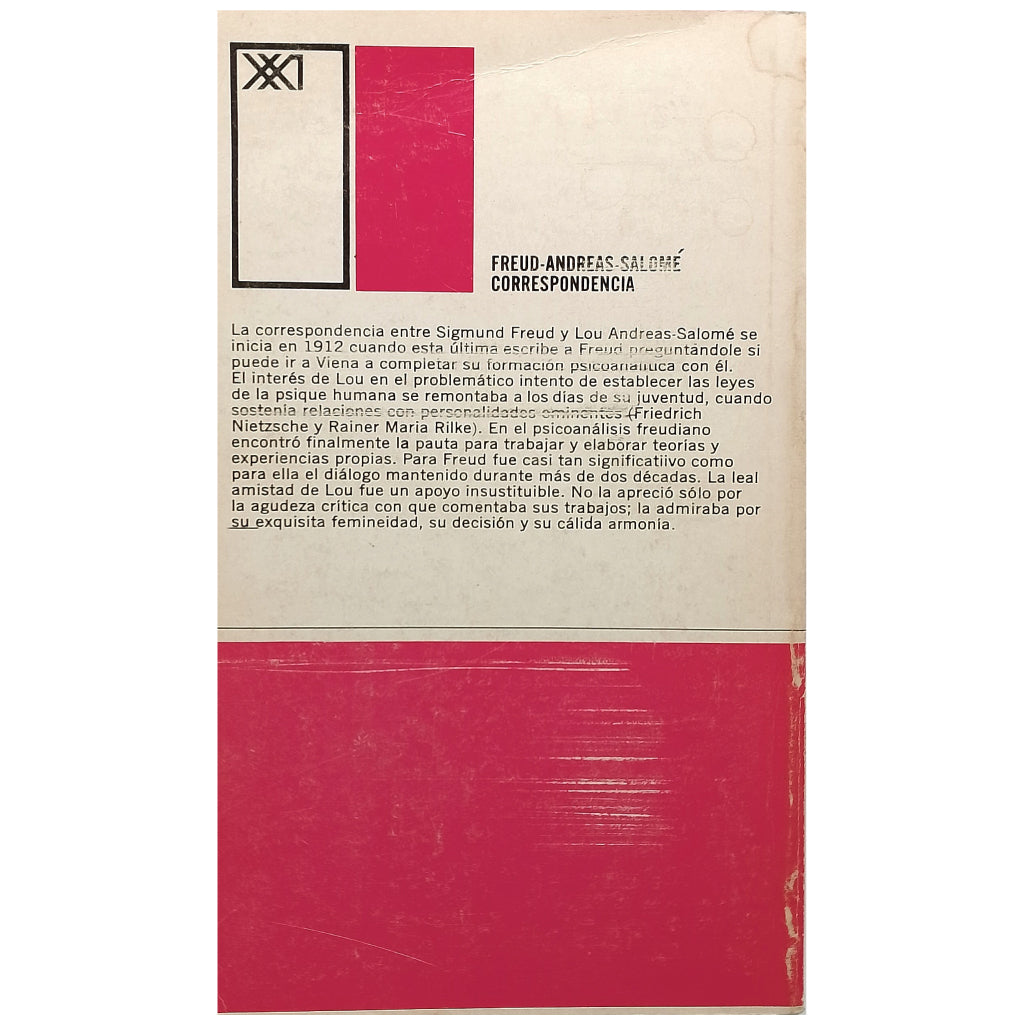 XXI
FREUD-ANDREAS-SALOMÉ
CORRESPONDENCIA
La correspondencia entre Sigmund Freud y Lou Andreas-Salomé se
inicia en 1912 cuando esta última escribe a Freud preguntándole si
puede ir a Viena a completar su formación psicoanalítica con él.
El interés de Lou en el problemático intento de establecer las leyes
de la psique humana se remontaba a los días de su juventud, cuando
sostenía relaciones con personalidades eminentes (Friedrich
Nietzsche y Rainer Maria Rilke). En el psicoanálisis freudiano
encontró finalmente la pauta para trabajar y elaborar teorías y
experiencias propias. Para Freud fue casi tan significatiivo como
para ella el diálogo mantenido durante más de dos décadas. La leal
amistad de Lou fue un apoyo insustituible. No la apreció sólo por
la agudeza crítica con que comentaba sus trabajos; la admiraba por
su exquisita femineidad, su decisión y su cálida armonía.